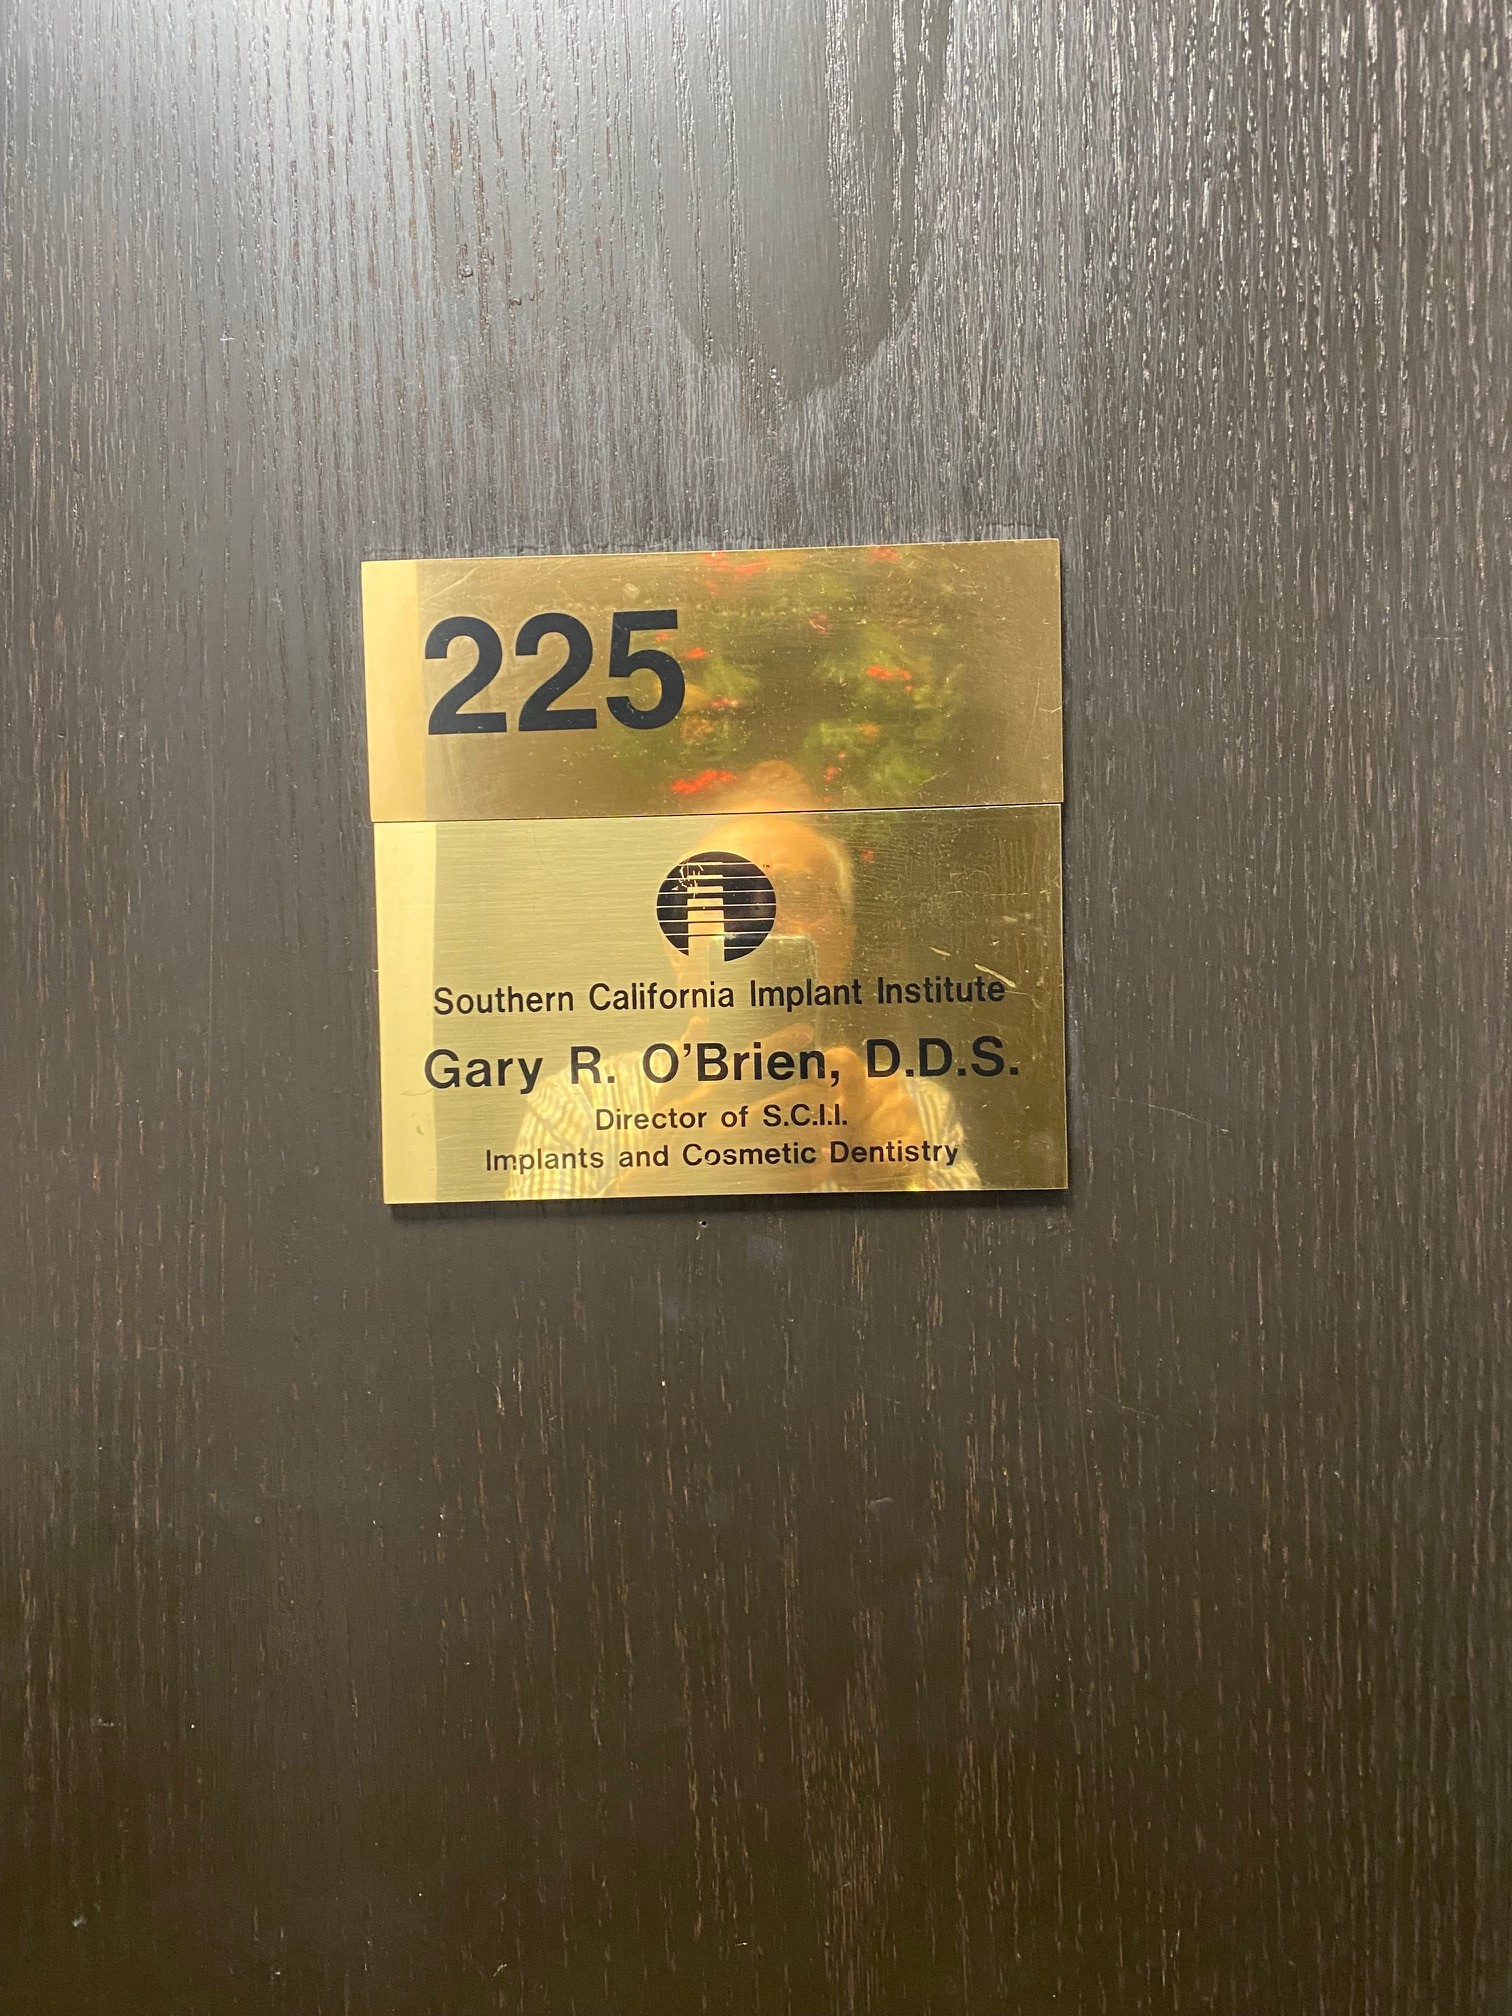 225
Southern California Implant Institute
Gary R. O'Brien, D.D.S.
Director of S.C.I.I.
Implants and Cosmetic Dentistry